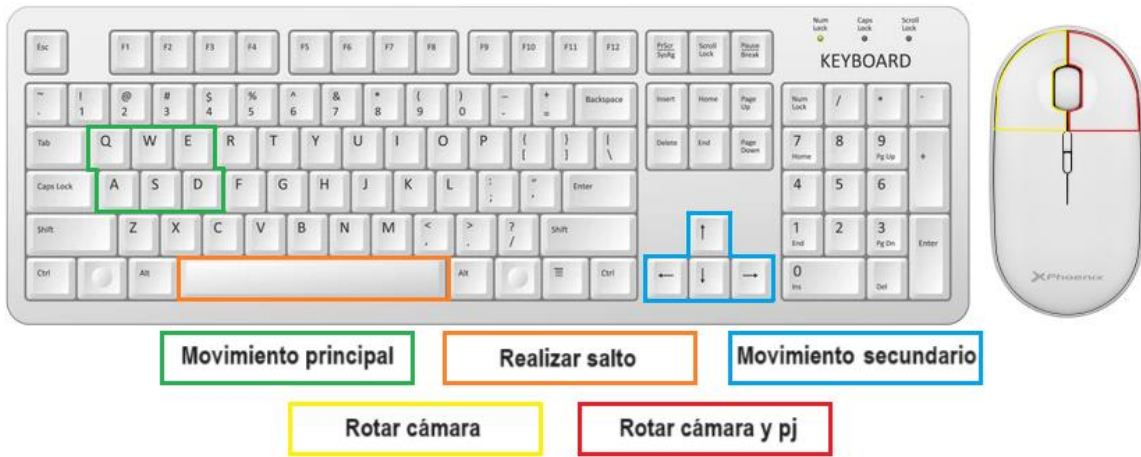 Num Lock Caps Lock Scroll Lock
Esc F1 F2 F3 F4 F5 F6 F7 F8 F9 F10 F11 F12 PrScr SysRg Scroll Lock Pause Break KEYBOARD
~ ! 1 @ 2 # 3 $ 4 % 5 ^ 6 & 7 * 8 ( 9 ) 0 - + = Backspace Insert Home Page Up Num Lock / * -
Tab Q W E R T Y U I O P { [ } ] | \ Delete End Page Down 7 Home 8 9 Pg Up +
Caps Lock A S D F G H J K L : ; " , Enter 4 5 6
Shift Z X C V B N M < , > . ? / Shift ↑ 1 End 2 3 Pg Dn Enter
Ctrl Alt Alt Ctrl ← ↓ → 0 Ins Del
XPhoenix
Movimiento principal Realizar salto Movimiento secundario
Rotar cámara Rotar cámara y pj